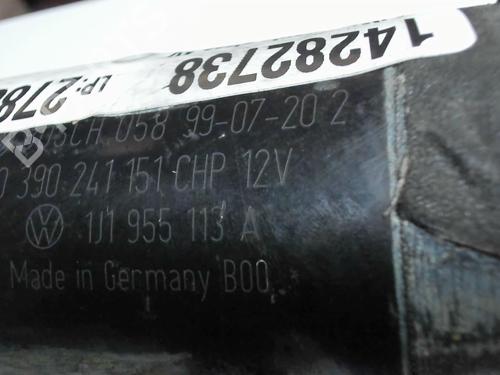 14282738
LP: 278
SCH 058 99-07-20 2
0 390 241 151 CHP 12V
1J1 955 113 A
Made in Germany B00